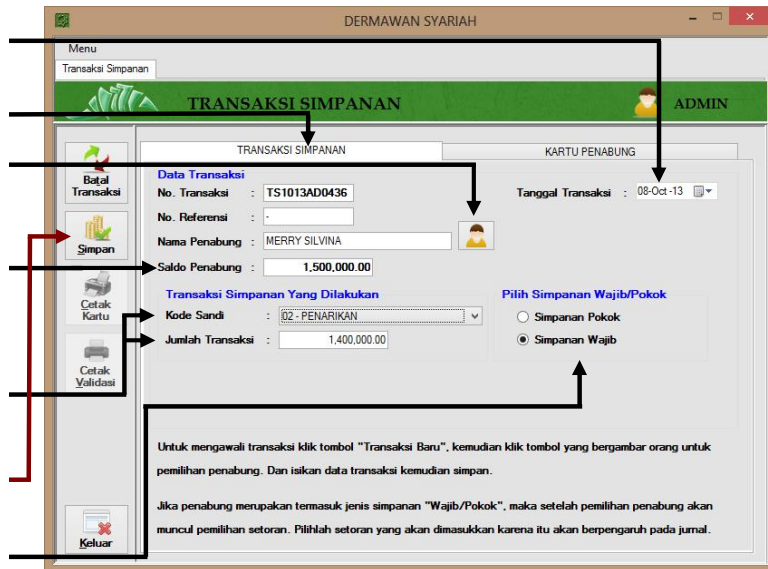 DERMAWAN SYARIAH
Menu
Transaksi Simpanan
TRANSAKSI SIMPANAN
ADMIN
TRANSAKSI SIMPANAN
KARTU PENABUNG
Batal
Transaksi
Simpan
Cetak
Kartu
Cetak
Validasi
Keluar
Data Transaksi
No. Transaksi : TS1013AD0436
Tanggal Transaksi : 08-Oct-13
No. Referensi : -
Nama Penabung : MERRY SILVINA
Saldo Penabung : 1,500,000.00
Transaksi Simpanan Yang Dilakukan
Kode Sandi : 02 - PENARIKAN
Jumlah Transaksi : 1,400,000.00
Pilih Simpanan Wajib/Pokok
Simpanan Pokok
Simpanan Wajib
Untuk mengawali transaksi klik tombol "Transaksi Baru", kemudian klik tombol yang bergambar orang untuk
pemilihan penabung. Dan isikan data transaksi kemudian simpan.
Jika penabung merupakan termasuk jenis simpanan "Wajib/Pokok", maka setelah pemilihan penabung akan
muncul pemilihan setoran. Pilihlah setoran yang akan dimasukkan karena itu akan berpengaruh pada jurnal.